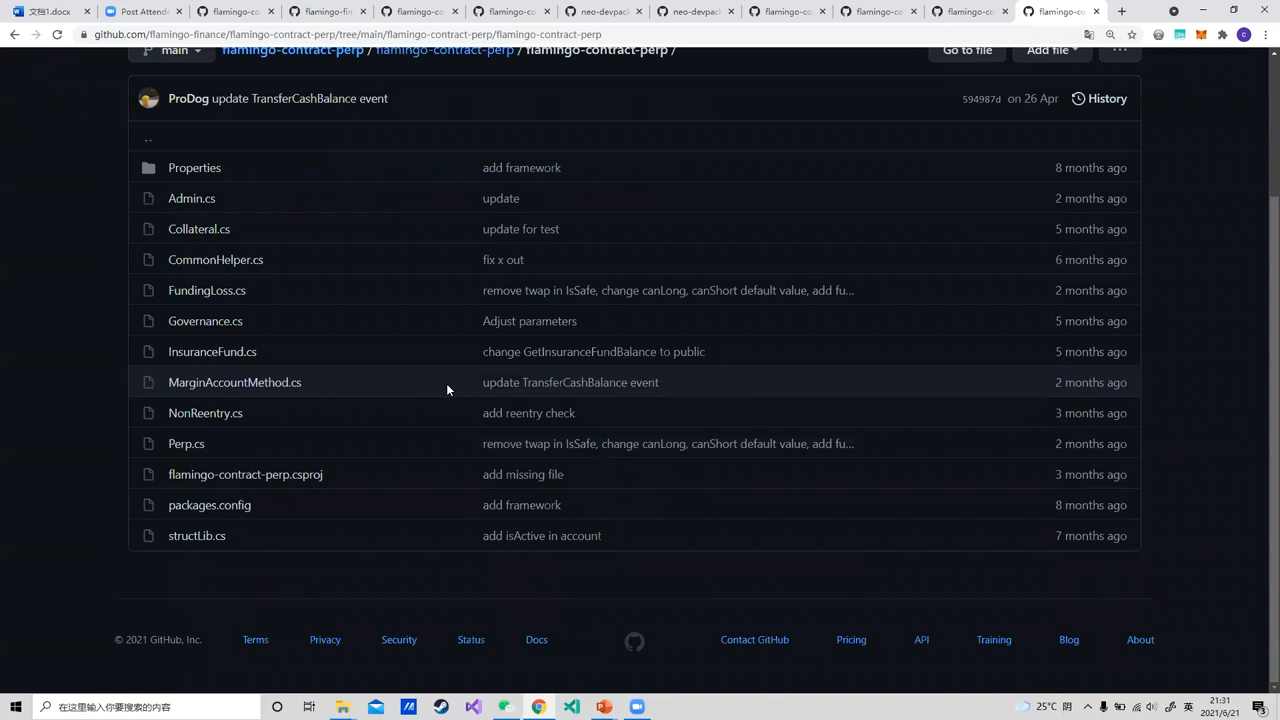 文档1.docx
Post Attende
flamingo-co
flamingo-fin
flamingo-co
flamingo-co
neo-devpack
neo-devpack
flamingo-co
flamingo-co
flamingo-co
flamingo-co
github.com/flamingo-finance/flamingo-contract-perp/tree/main/flamingo-contract-perp/flamingo-contract-perp
main
flamingo-contract-perp / flamingo-contract-perp / flamingo-contract-perp /
Go to file
Add file
ProDog update TransferCashBalance event
594987d on 26 Apr
History
..
Properties add framework 8 months ago
Admin.cs update 2 months ago
Collateral.cs update for test 5 months ago
CommonHelper.cs fix x out 6 months ago
FundingLoss.cs remove twap in IsSafe, change canLong, canShort default value, add fu... 2 months ago
Governance.cs Adjust parameters 5 months ago
InsuranceFund.cs change GetInsuranceFundBalance to public 5 months ago
MarginAccountMethod.cs update TransferCashBalance event 2 months ago
NonReentry.cs add reentry check 3 months ago
Perp.cs remove twap in IsSafe, change canLong, canShort default value, add fu... 2 months ago
flamingo-contract-perp.csproj add missing file 3 months ago
packages.config add framework 8 months ago
structLib.cs add isActive in account 7 months ago
© 2021 GitHub, Inc. Terms Privacy Security Status Docs Contact GitHub Pricing API Training Blog About
在这里输入你要搜索的内容
25°C 阴
英
21:31
2021/6/21